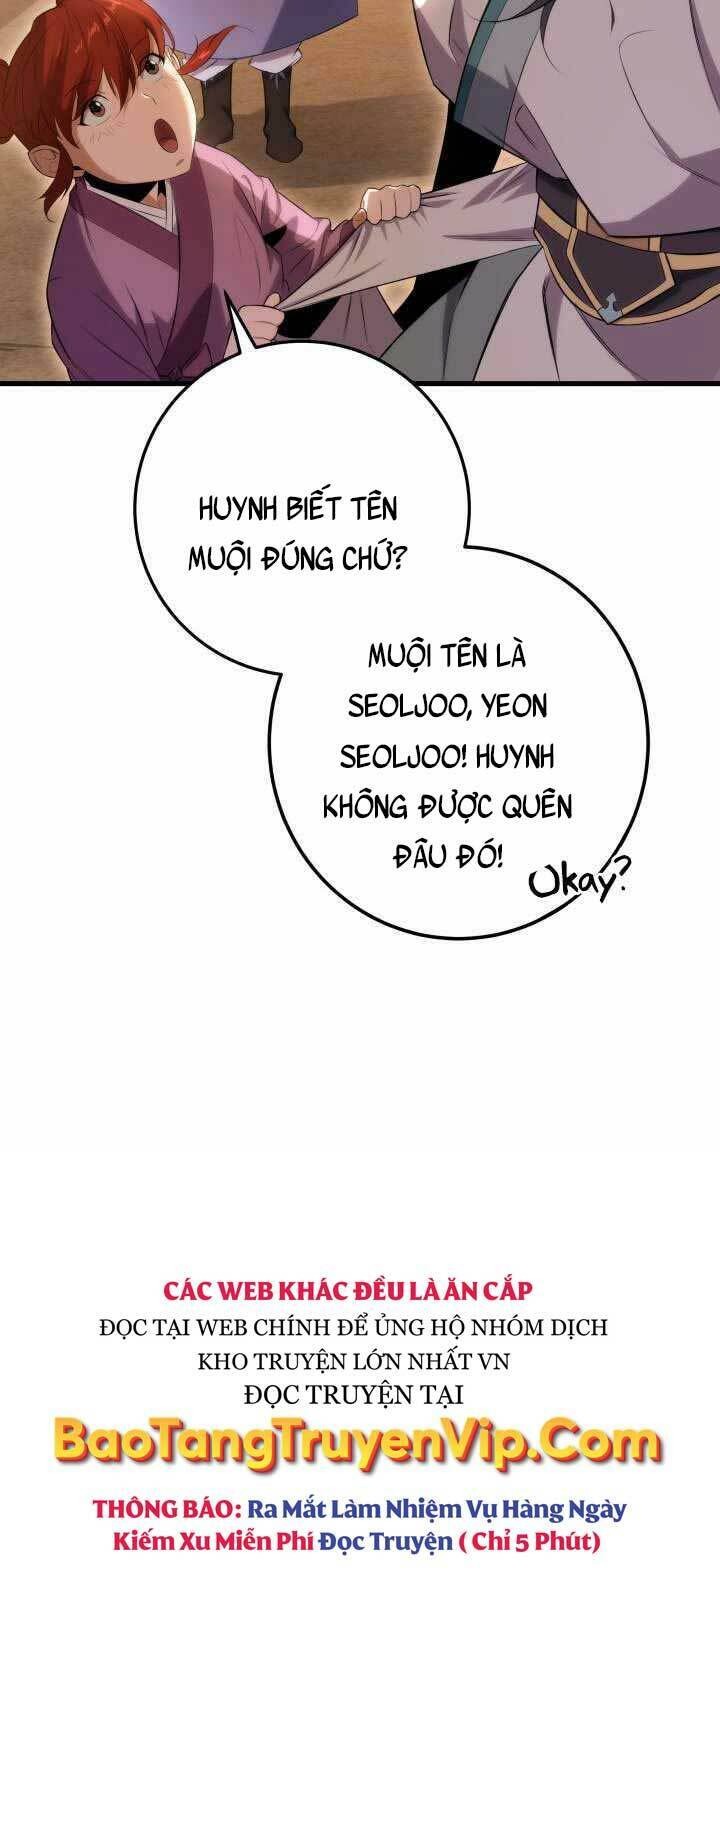 HUYNH BIẾT TÊN
MUỘI ĐÚNG CHỨ?
MUỘI TÊN LÀ
SEOLJOO, YEON
SEOLJOO! HUYNH
KHÔNG ĐƯỢC QUÊN
ĐÂU ĐÓ!
Okay?
CÁC WEB KHÁC ĐỀU LÀ ĂN CẮP
ĐỌC TẠI WEB CHÍNH ĐỂ ỦNG HỘ NHÓM DỊCH
KHO TRUYỆN LỚN NHẤT VN
ĐỌC TRUYỆN TẠI
BaoTangTruyenVip.Com
THÔNG BÁO: Ra Mắt Làm Nhiệm Vụ Hàng Ngày
Kiếm Xu Miễn Phí Đọc Truyện ( Chỉ 5 Phút)